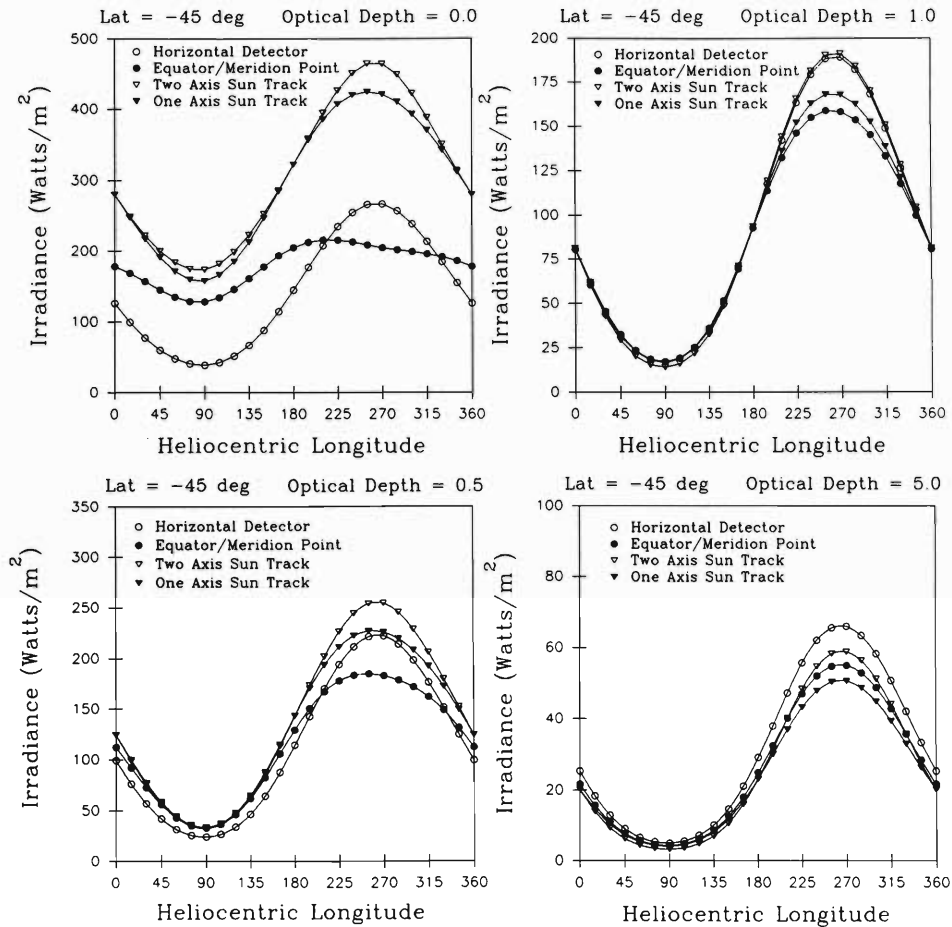 Lat = -45 deg Optical Depth = 0.0
Irradiance (Watts/m²)
500
400
300
200
100
0
Horizontal Detector
Equator/Meridion Point
Two Axis Sun Track
One Axis Sun Track
0 45 90 135 180 225 270 315 360
Heliocentric Longitude
Lat = -45 deg Optical Depth = 1.0
Irradiance (Watts/m²)
200
175
150
125
100
75
50
25
0
Horizontal Detector
Equator/Meridion Point
Two Axis Sun Track
One Axis Sun Track
0 45 90 135 180 225 270 315 360
Heliocentric Longitude
Lat = -45 deg Optical Depth = 0.5
Irradiance (Watts/m²)
350
300
250
200
150
100
50
0
Horizontal Detector
Equator/Meridion Point
Two Axis Sun Track
One Axis Sun Track
0 45 90 135 180 225 270 315 360
Heliocentric Longitude
Lat = -45 deg Optical Depth = 5.0
Irradiance (Watts/m²)
100
80
60
40
20
0
Horizontal Detector
Equator/Meridion Point
Two Axis Sun Track
One Axis Sun Track
0 45 90 135 180 225 270 315 360
Heliocentric Longitude